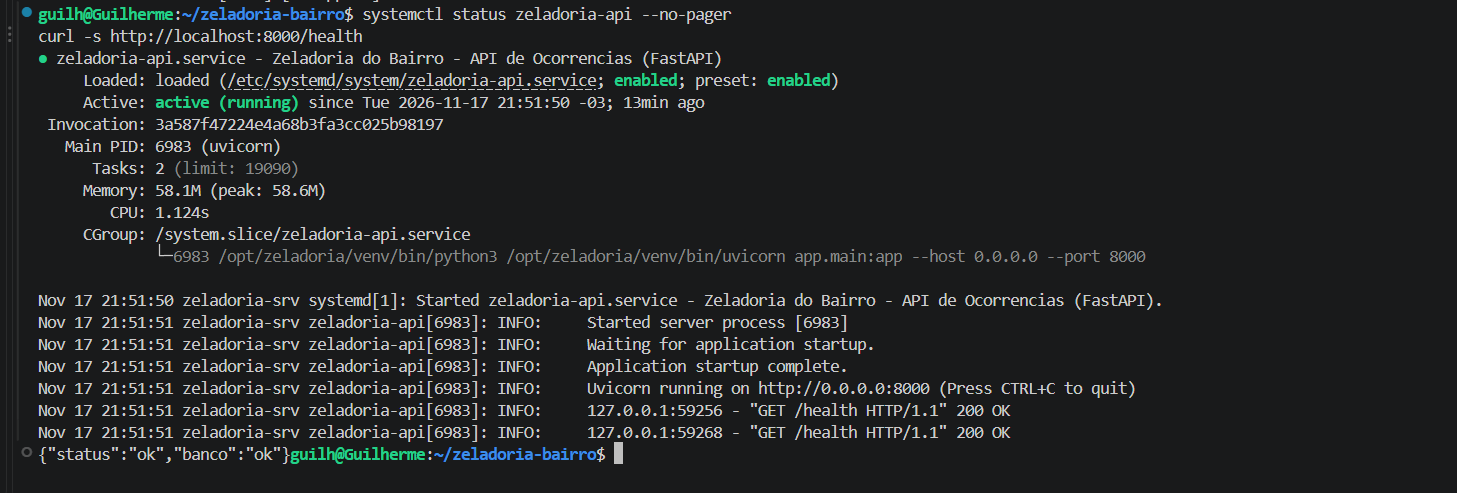 guilh@Guilherme:~/zeladoria-bairro$ systemctl status zeladoria-api --no-pager
curl -s http://localhost:8000/health
● zeladoria-api.service - Zeladoria do Bairro - API de Ocorrencias (FastAPI)
     Loaded: loaded (/etc/systemd/system/zeladoria-api.service; enabled; preset: enabled)
     Active: active (running) since Tue 2026-11-17 21:51:50 -03; 13min ago
 Invocation: 3a587f47224e4a68b3fa3cc025b98197
   Main PID: 6983 (uvicorn)
      Tasks: 2 (limit: 19090)
     Memory: 58.1M (peak: 58.6M)
        CPU: 1.124s
     CGroup: /system.slice/zeladoria-api.service
             └─6983 /opt/zeladoria/venv/bin/python3 /opt/zeladoria/venv/bin/uvicorn app.main:app --host 0.0.0.0 --port 8000
Nov 17 21:51:50 zeladoria-srv systemd[1]: Started zeladoria-api.service - Zeladoria do Bairro - API de Ocorrencias (FastAPI).
Nov 17 21:51:51 zeladoria-srv zeladoria-api[6983]: INFO:     Started server process [6983]
Nov 17 21:51:51 zeladoria-srv zeladoria-api[6983]: INFO:     Waiting for application startup.
Nov 17 21:51:51 zeladoria-srv zeladoria-api[6983]: INFO:     Application startup complete.
Nov 17 21:51:51 zeladoria-srv zeladoria-api[6983]: INFO:     Uvicorn running on http://0.0.0.0:8000 (Press CTRL+C to quit)
Nov 17 21:51:51 zeladoria-srv zeladoria-api[6983]: INFO:     127.0.0.1:59256 - "GET /health HTTP/1.1" 200 OK
Nov 17 21:51:51 zeladoria-srv zeladoria-api[6983]: INFO:     127.0.0.1:59268 - "GET /health HTTP/1.1" 200 OK
{"status":"ok","banco":"ok"}guilh@Guilherme:~/zeladoria-bairro$